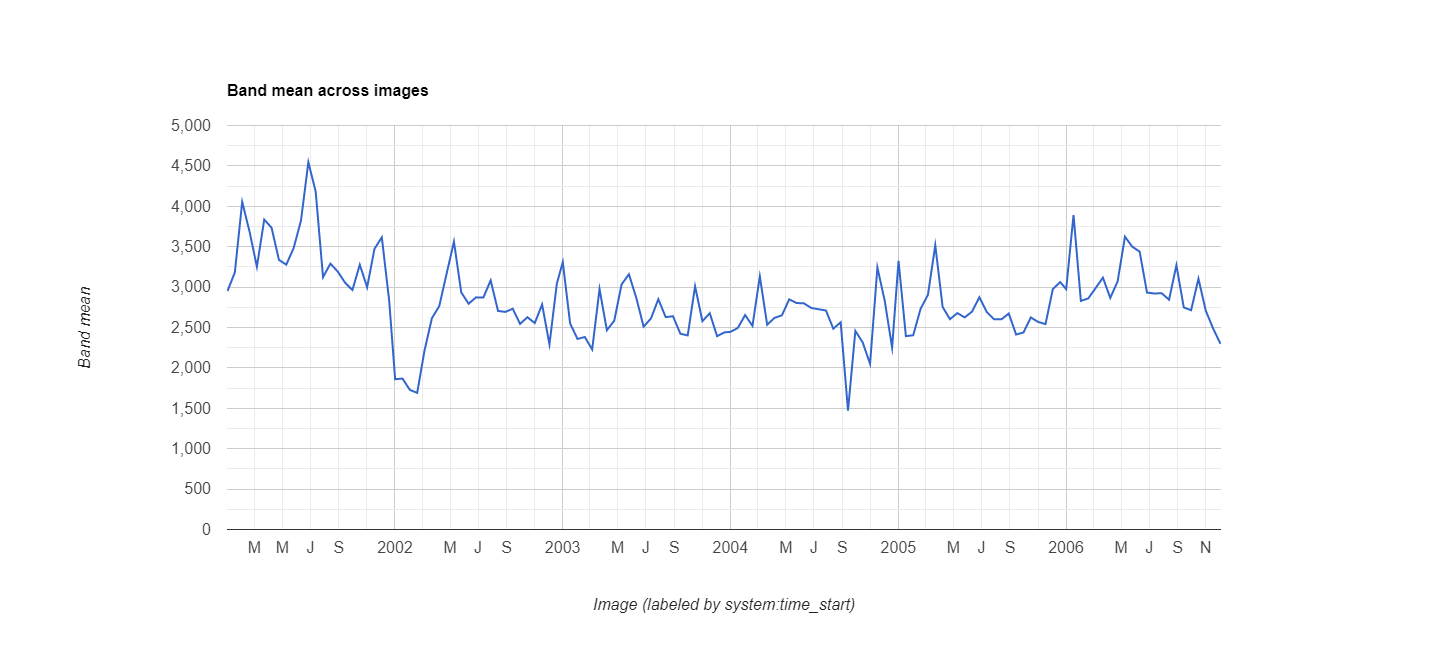 Band mean across images
5,000
4,500
4,000
3,500
3,000
2,500
2,000
1,500
1,000
500
0
Band mean
M M J S 2002 M J S 2003 M J S 2004 M J S 2005 M J S 2006 M J S N
Image (labeled by system:time_start)